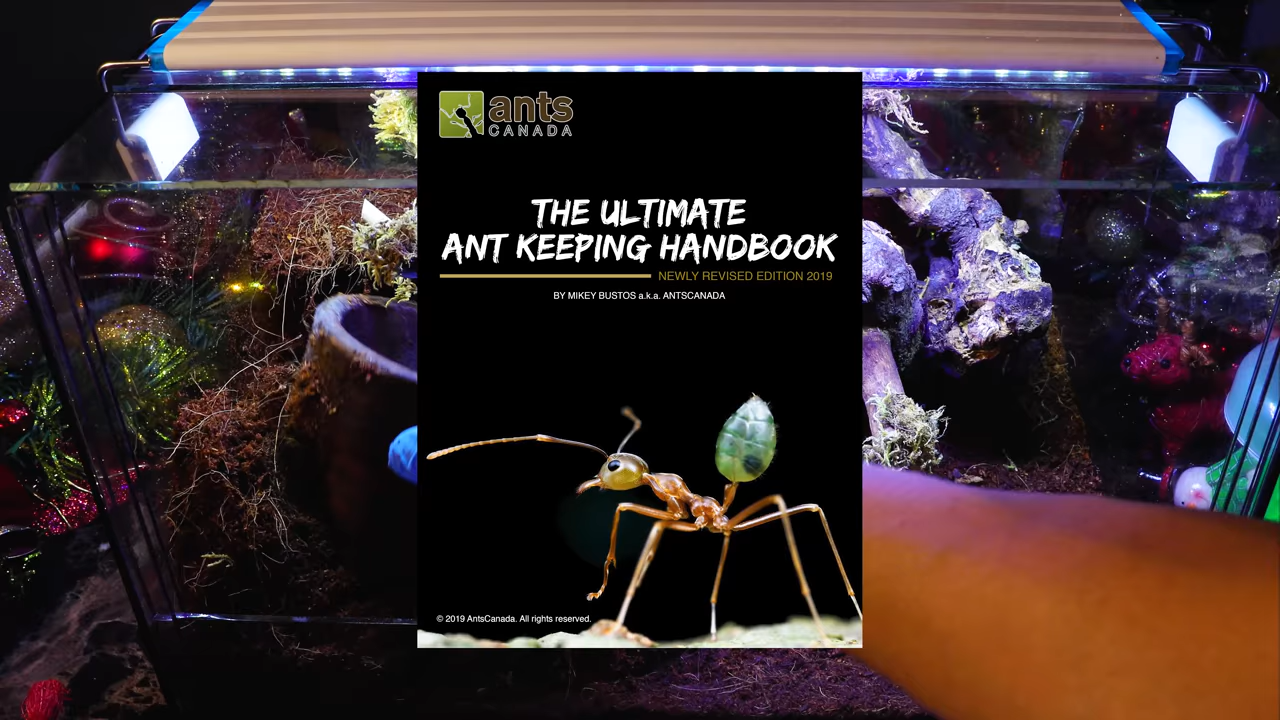 ants
CANADA
THE ULTIMATE
ANT KEEPING HANDBOOK
NEWLY REVISED EDITION 2019
BY MIKEY BUSTOS a.k.a. ANTSCANADA
© 2019 AntsCanada. All rights reserved.